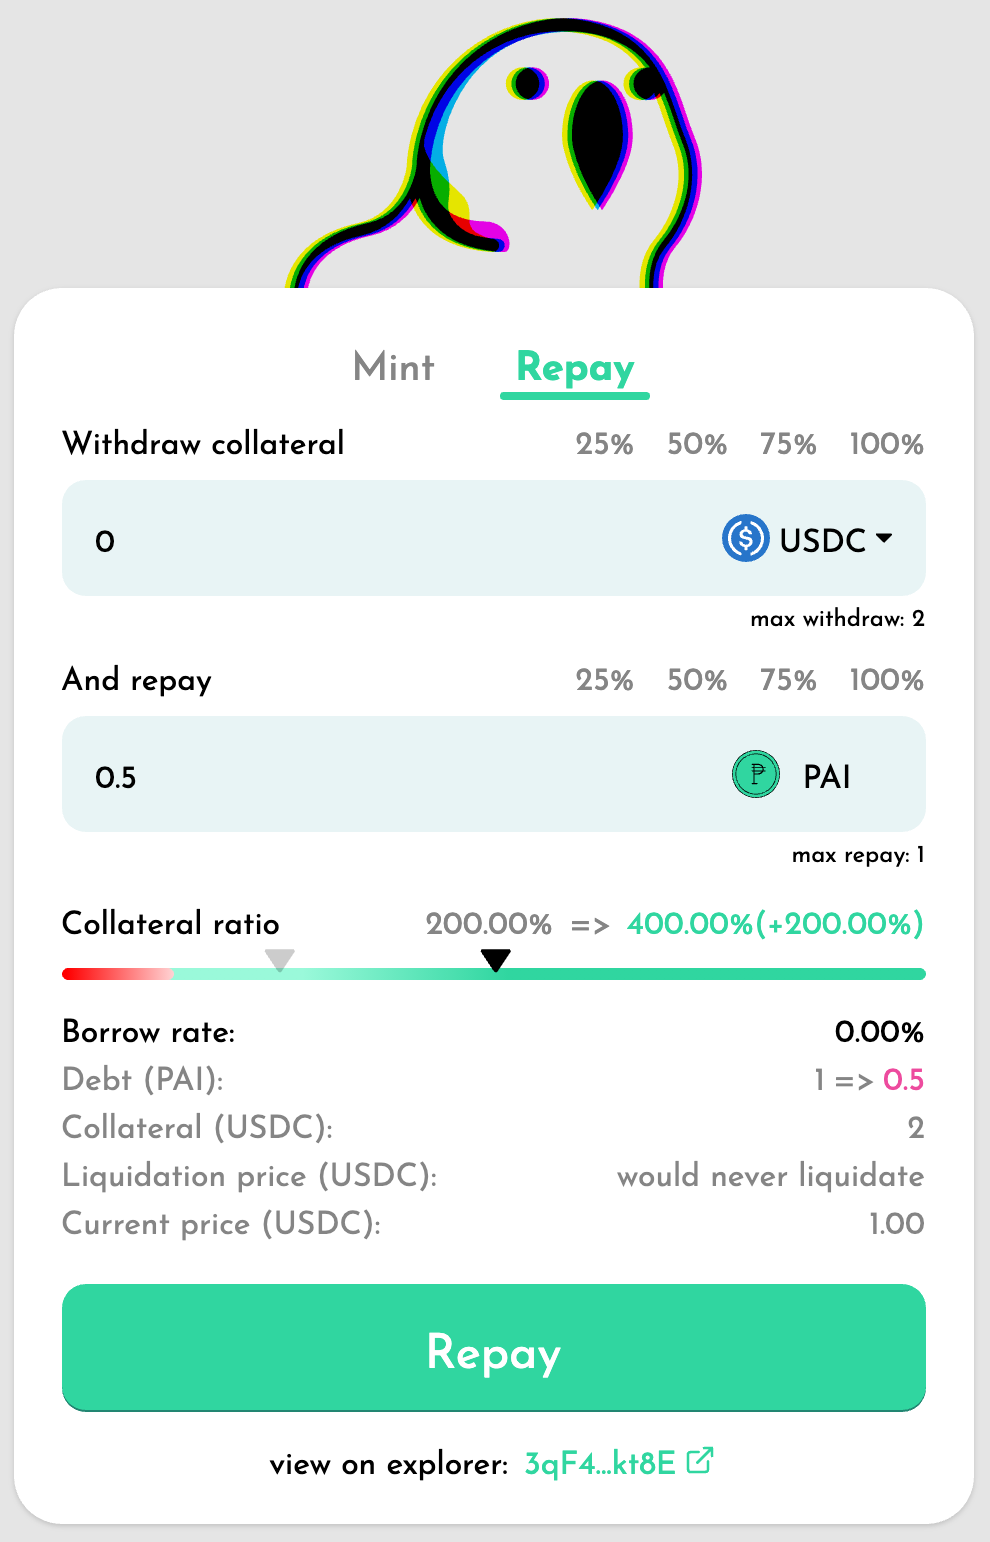 Mint Repay
Withdraw collateral 25% 50% 75% 100%
0 USDC
max withdraw: 2
And repay 25% 50% 75% 100%
0.5 PAI
max repay: 1
Collateral ratio 200.00% => 400.00%(+200.00%)
Borrow rate: 0.00%
Debt (PAI): 1 => 0.5
Collateral (USDC): 2
Liquidation price (USDC): would never liquidate
Current price (USDC): 1.00
Repay
view on explorer: 3qF4...kt8E